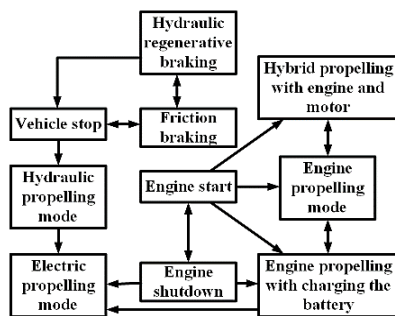 Hydraulic
regenerative
braking
Hybrid propelling
with engine and
motor
Vehicle stop
Friction
braking
Hydraulic
propelling
mode
Engine start
Engine
propelling
mode
Electric
propelling
mode
Engine
shutdown
Engine propelling
with charging the
battery